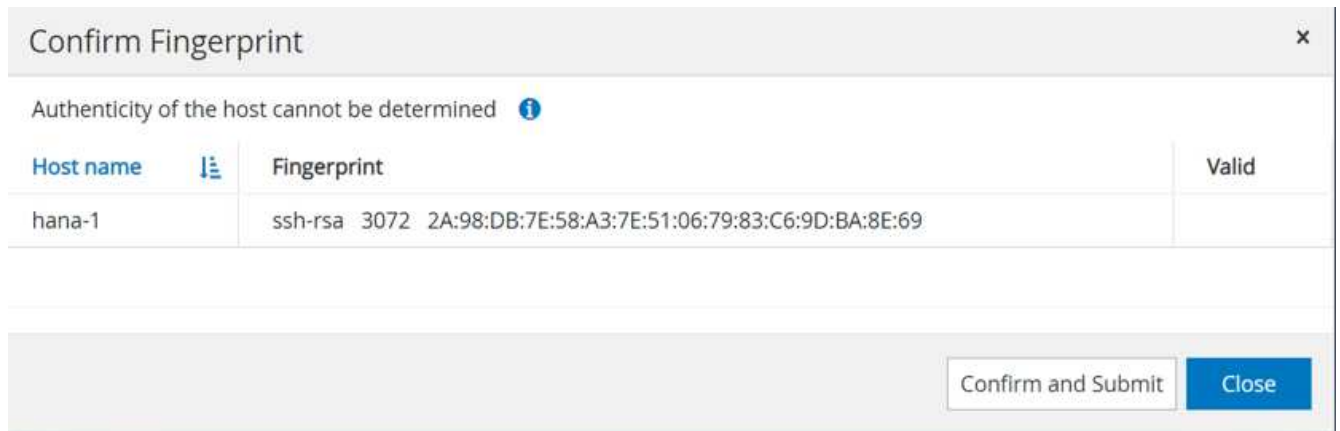 Confirm Fingerprint ×
Authenticity of the host cannot be determined
Host name Fingerprint Valid
hana-1 ssh-rsa 3072 2A:98:DB:7E:58:A3:7E:51:06:79:83:C6:9D:BA:8E:69
Confirm and Submit Close